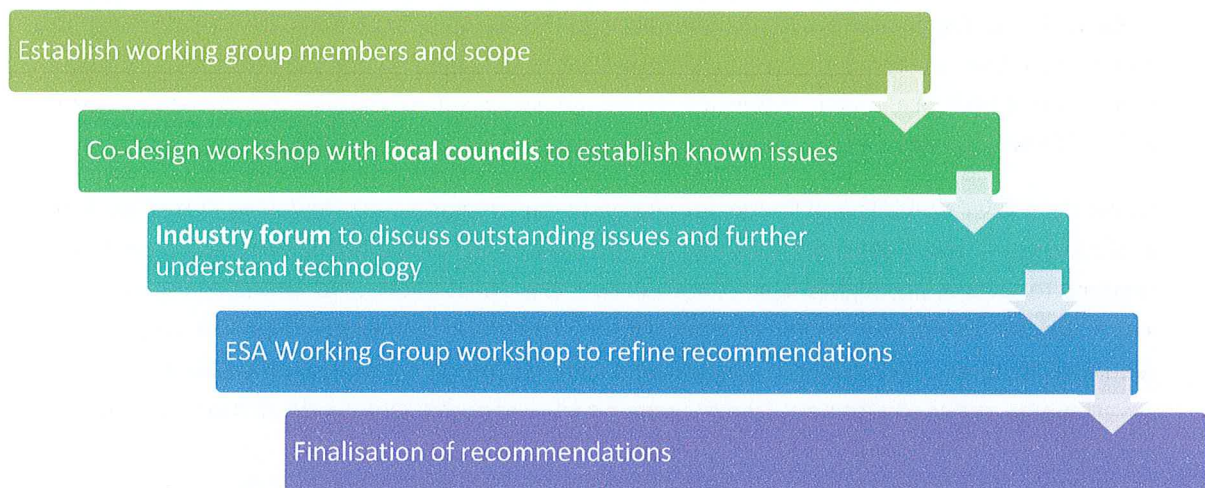 Establish working group members and scope
Co-design workshop with local councils to establish known issues
Industry forum to discuss outstanding issues and further
understand technology
ESA Working Group workshop to refine recommendations
Finalisation of recommendations